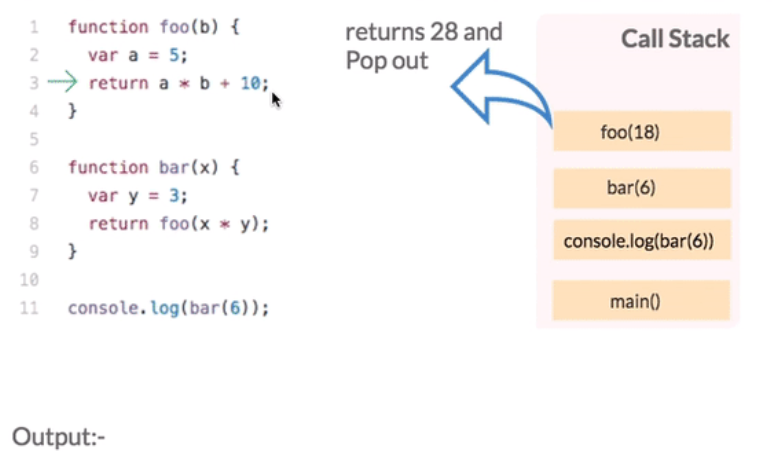 1 function foo(b) {
2 var a = 5;
3 return a * b + 10;
4 }
5
6 function bar(x) {
7 var y = 3;
8 return foo(x * y);
9 }
10
11 console.log(bar(6));
returns 28 and
Pop out
Call Stack
foo(18)
bar(6)
console.log(bar(6))
main()
Output:-